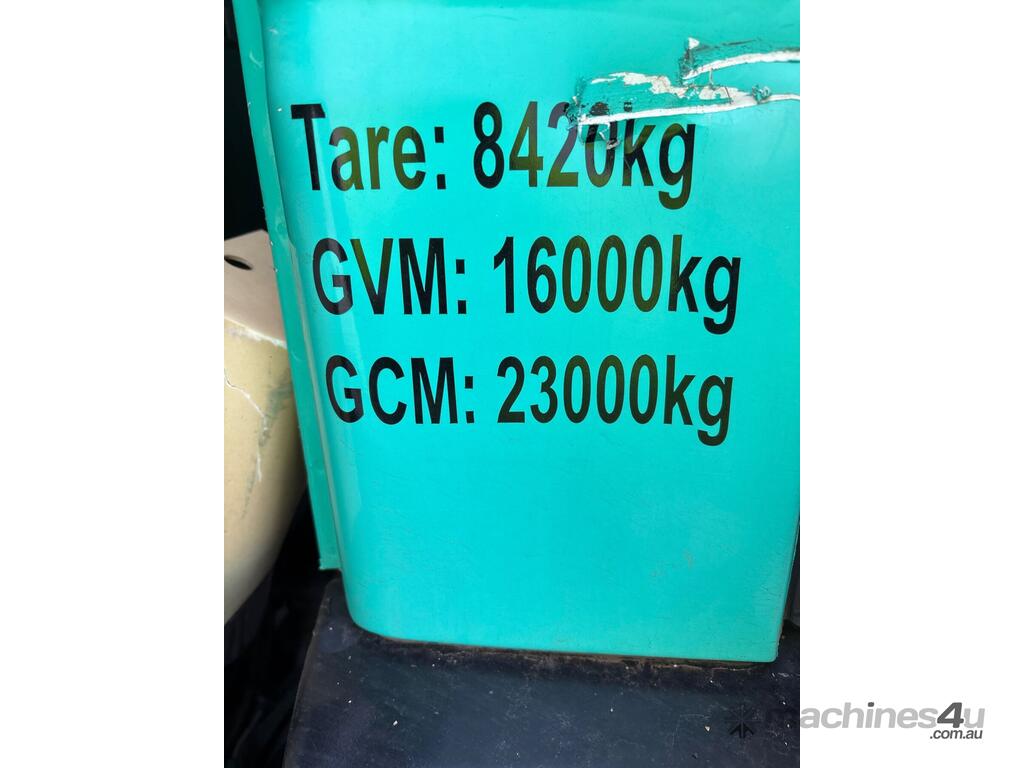 Tare: 8420kg
GVM: 16000kg
GCM: 23000kg
machines4u
.com.au